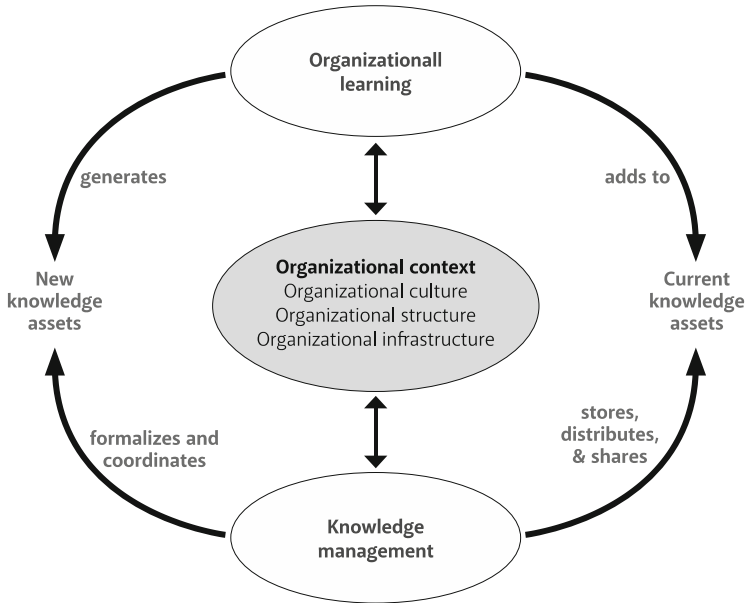 Organizationall
learning
generates
adds to
New
knowledge
assets
Organizational context
Organizational culture
Organizational structure
Organizational infrastructure
Current
knowledge
assets
formalizes and
coordinates
stores,
distributes,
& shares
Knowledge
management